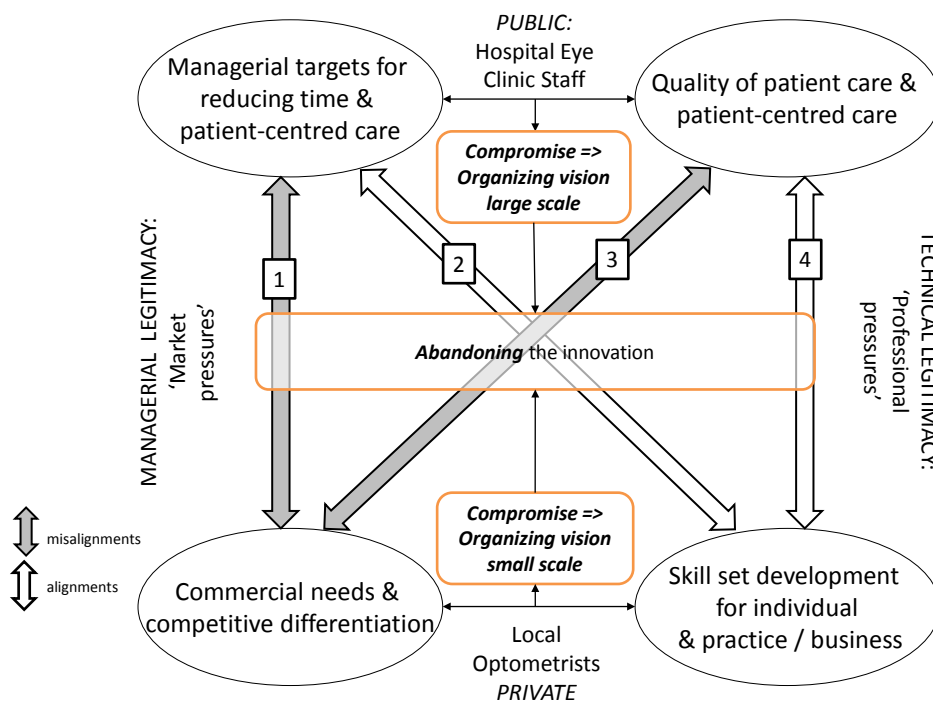 PUBLIC:
Hospital Eye
Clinic Staff
Managerial targets for
reducing time &
patient-centred care
Quality of patient care &
patient-centred care
Compromise =>
Organizing vision
large scale
1
2
3
4
MANAGERIAL LEGITIMACY:
‘Market
pressures’
TECHNICAL LEGITIMACY:
‘Professional
pressures’
Abandoning the innovation
misalignments
alignments
Compromise =>
Organizing vision
small scale
Commercial needs &
competitive differentiation
Skill set development
for individual
& practice / business
Local
Optometrists
PRIVATE